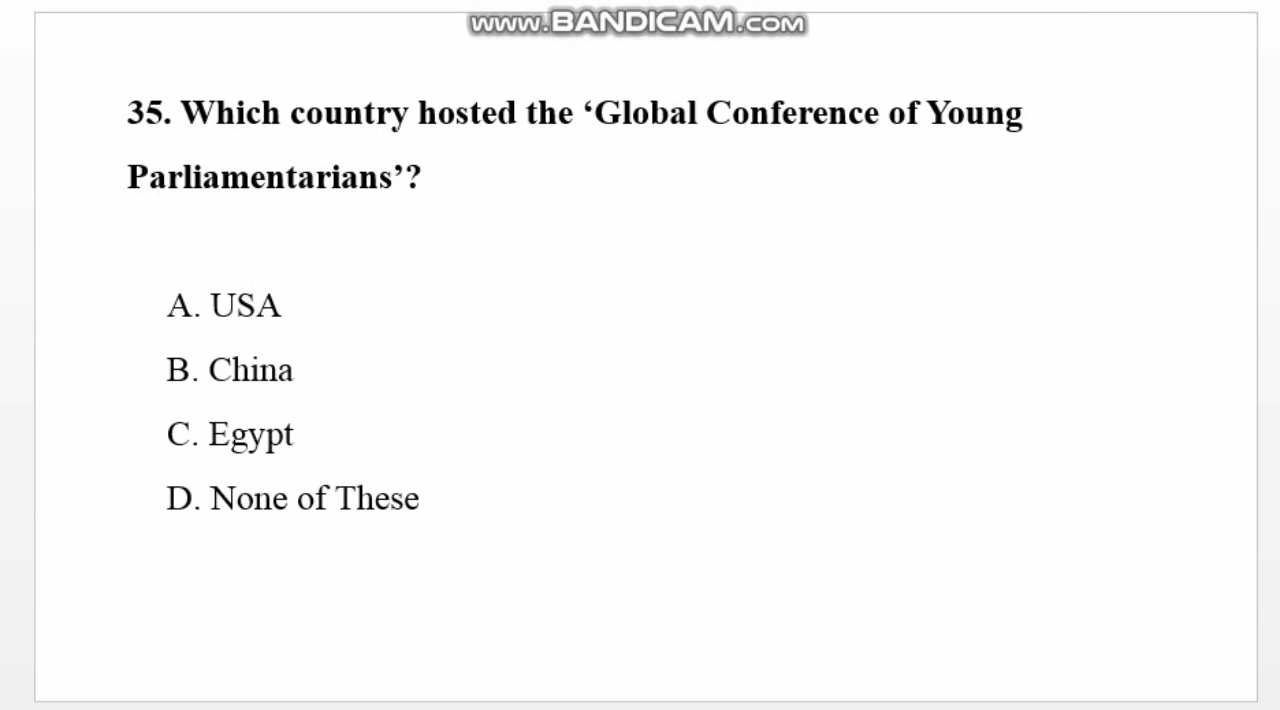 www.BANDICAM.com
35. Which country hosted the ‘Global Conference of Young
Parliamentarians’?
A. USA
B. China
C. Egypt
D. None of These